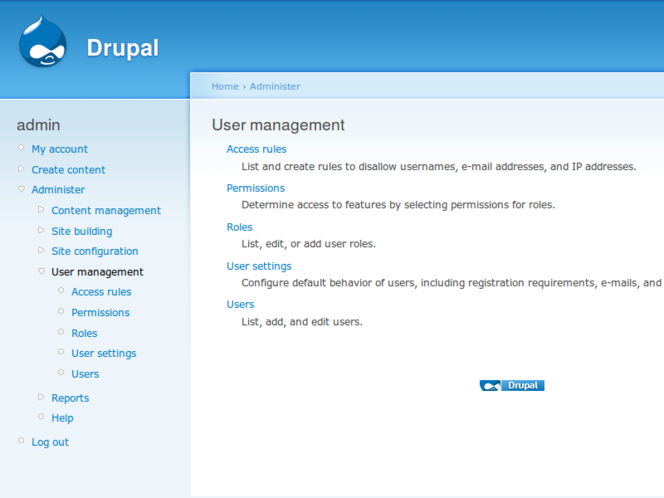 Drupal
Home › Administer
admin
My account
Create content
Administer
Content management
Site building
Site configuration
User management
Access rules
Permissions
Roles
User settings
Users
Reports
Help
Log out
User management
Access rules
List and create rules to disallow usernames, e-mail addresses, and IP addresses.
Permissions
Determine access to features by selecting permissions for roles.
Roles
List, edit, or add user roles.
User settings
Configure default behavior of users, including registration requirements, e-mails, and
Users
List, add, and edit users.
Drupal